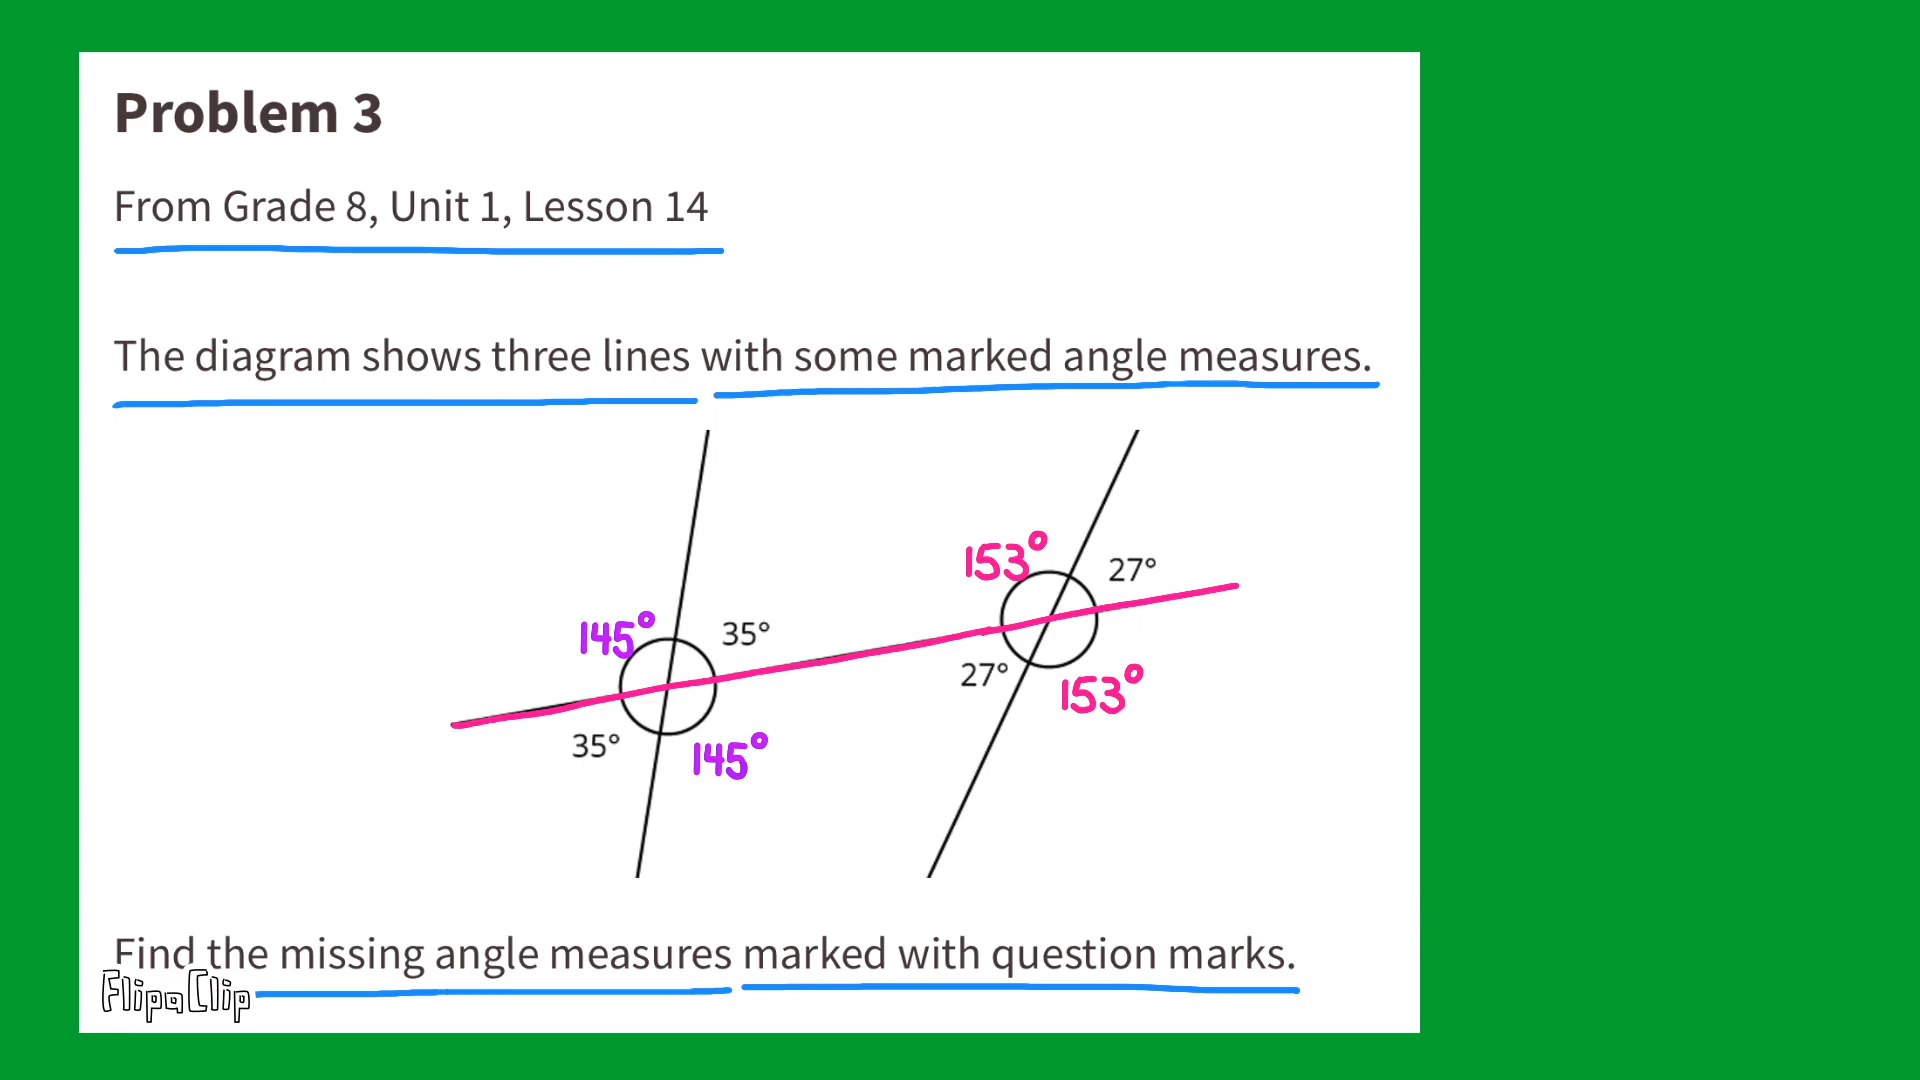 Problem 3
From Grade 8, Unit 1, Lesson 14
The diagram shows three lines with some marked angle measures.
153°
27°
145°
35°
27°
153°
35°
145°
Find the missing angle measures marked with question marks.
FlipaClip